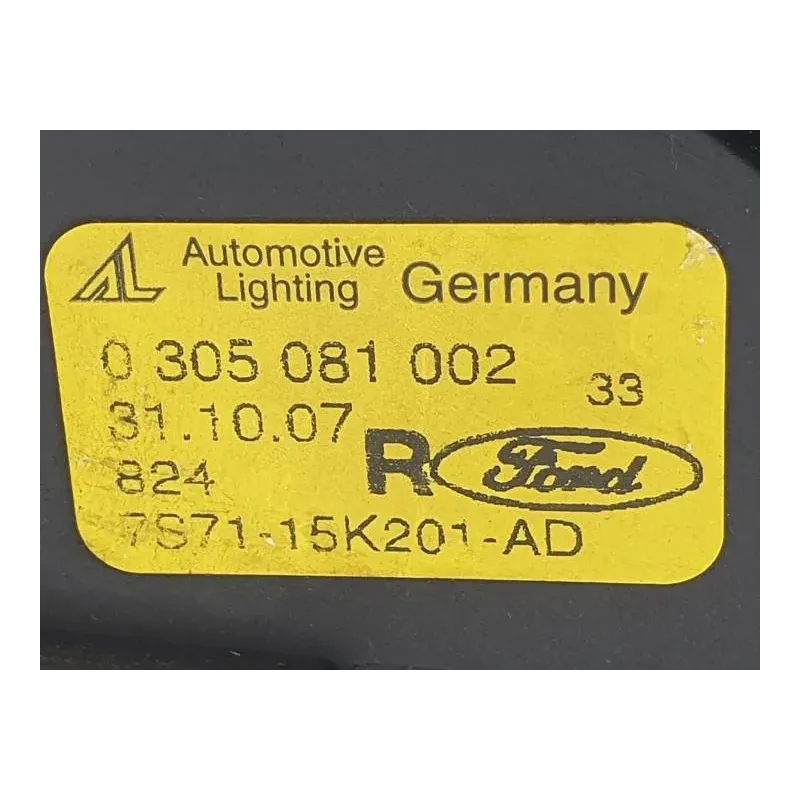 AL Automotive Lighting Germany
0 305 081 002
33
31.10.07
824
R Ford
7S71-15K201-AD